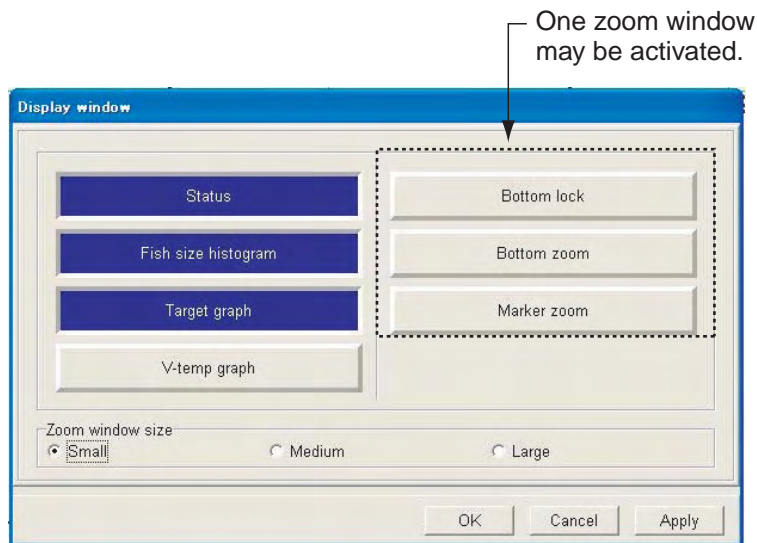 One zoom window
may be activated.
Display window
Status
Bottom lock
Fish size histogram
Bottom zoom
Target graph
Marker zoom
V-temp graph
Zoom window size
Small Medium Large
OK Cancel Apply